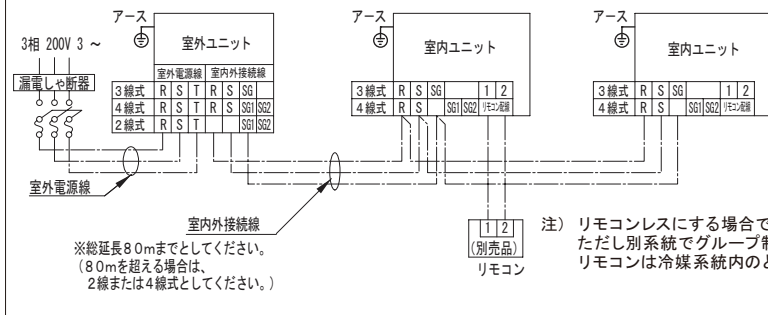 3相 200V 3 ~
漏電しゃ断器
室外電源線
アース
室外ユニット
室外電源線 室内外接続線
3線式 R S T R S SG
4線式 R S T R S SG1 SG2
2線式 R S T SG1 SG2
室内外接続線
※総延長80mまでとしてください。
(80mを超える場合は、
2線または4線式としてください。)
アース
室内ユニット
3線式 R S SG 1 2
4線式 R S SG1 SG2 リモコン配線
1 2
(別売品)
リモコン
アース
室内ユニット
3線式 R S SG 1 2
4線式 R S SG1 SG2 リモコン配線
注) リモコンレスにする場合で
ただし別系統でグループ制
リモコンは冷媒系統内のと